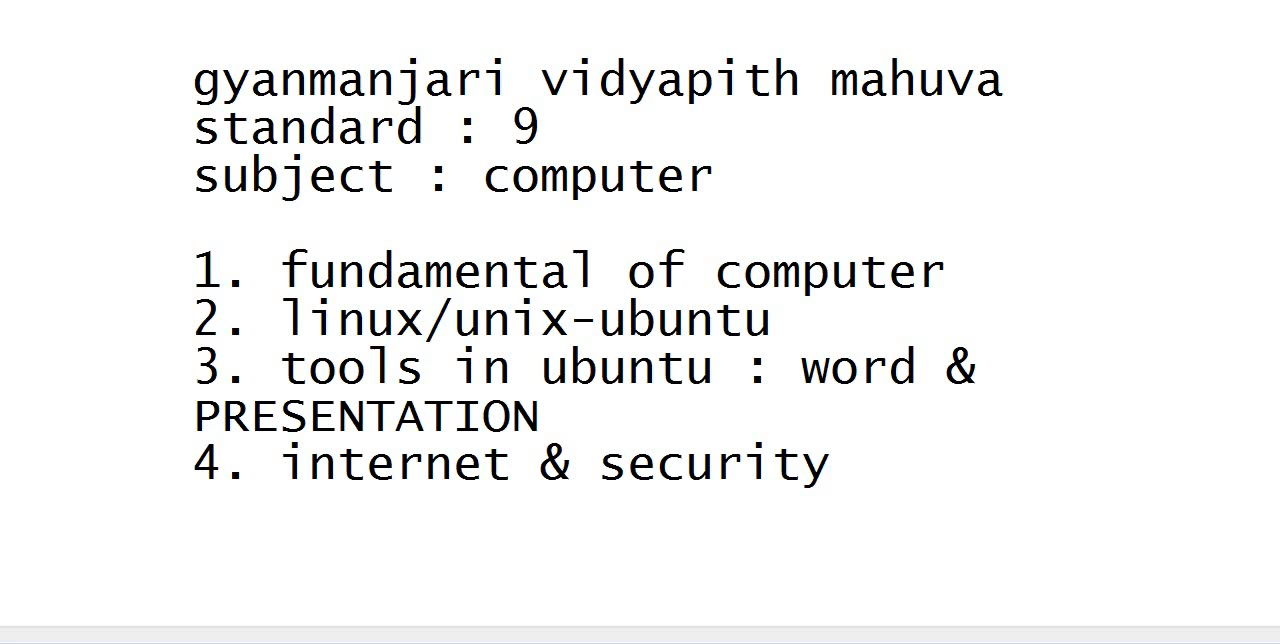 gyanmanjari vidyapith mahuva
standard : 9
subject : computer
1. fundamental of computer
2. linux/unix-ubuntu
3. tools in ubuntu : word &
PRESENTATION
4. internet & security